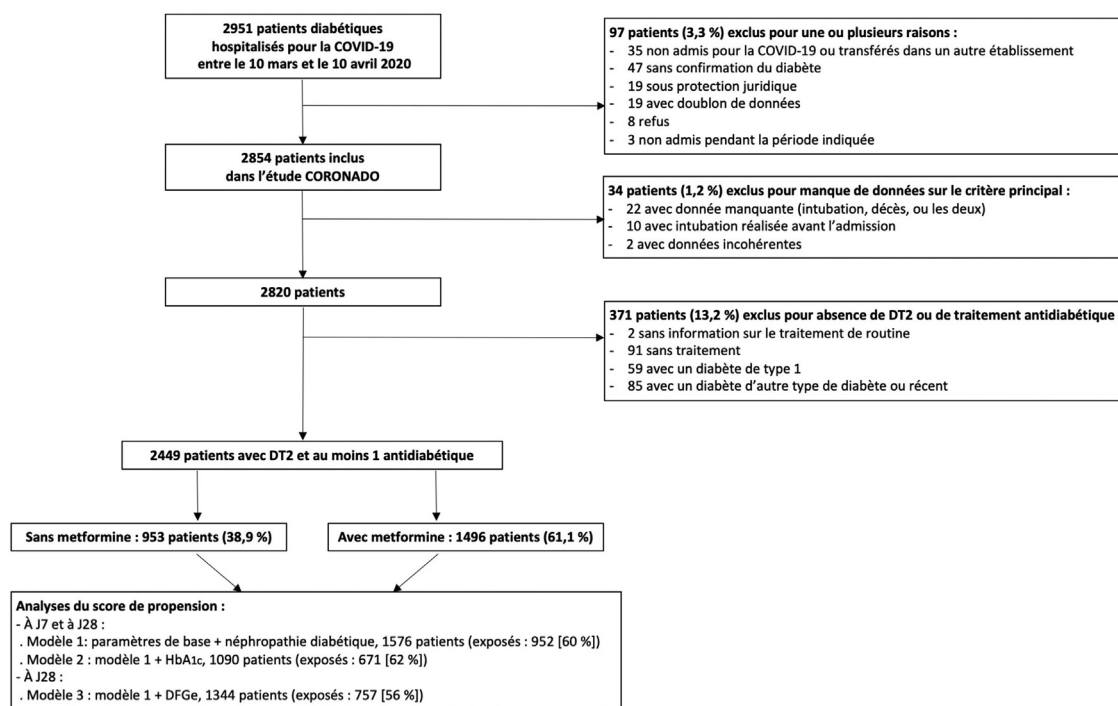 2951 patients diabétiques
hospitalisés pour la COVID-19
entre le 10 mars et le 10 avril 2020
97 patients (3,3 %) exclus pour une ou plusieurs raisons :
- 35 non admis pour la COVID-19 ou transférés dans un autre établissement
- 47 sans confirmation du diabète
- 19 sous protection juridique
- 19 avec doublon de données
- 8 refus
- 3 non admis pendant la période indiquée
2854 patients inclus
dans l'étude CORONADO
34 patients (1,2 %) exclus pour manque de données sur le critère principal :
- 22 avec donnée manquante (intubation, décès, ou les deux)
- 10 avec intubation réalisée avant l'admission
- 2 avec données incohérentes
2820 patients
371 patients (13,2 %) exclus pour absence de DT2 ou de traitement antidiabétique
- 2 sans information sur le traitement de routine
- 91 sans traitement
- 59 avec un diabète de type 1
- 85 avec un diabète d'autre type de diabète ou récent
2449 patients avec DT2 et au moins 1 antidiabétique
Sans metformine : 953 patients (38,9 %)
Avec metformine : 1496 patients (61,1 %)
Analyses du score de propension :
- À J7 et à J28 :
. Modèle 1: paramètres de base + néphropathie diabétique, 1576 patients (exposés : 952 [60 %])
. Modèle 2 : modèle 1 + HbA1c, 1090 patients (exposés : 671 [62 %])
- À J28 :
. Modèle 3 : modèle 1 + DFGe, 1344 patients (exposés : 757 [56 %])